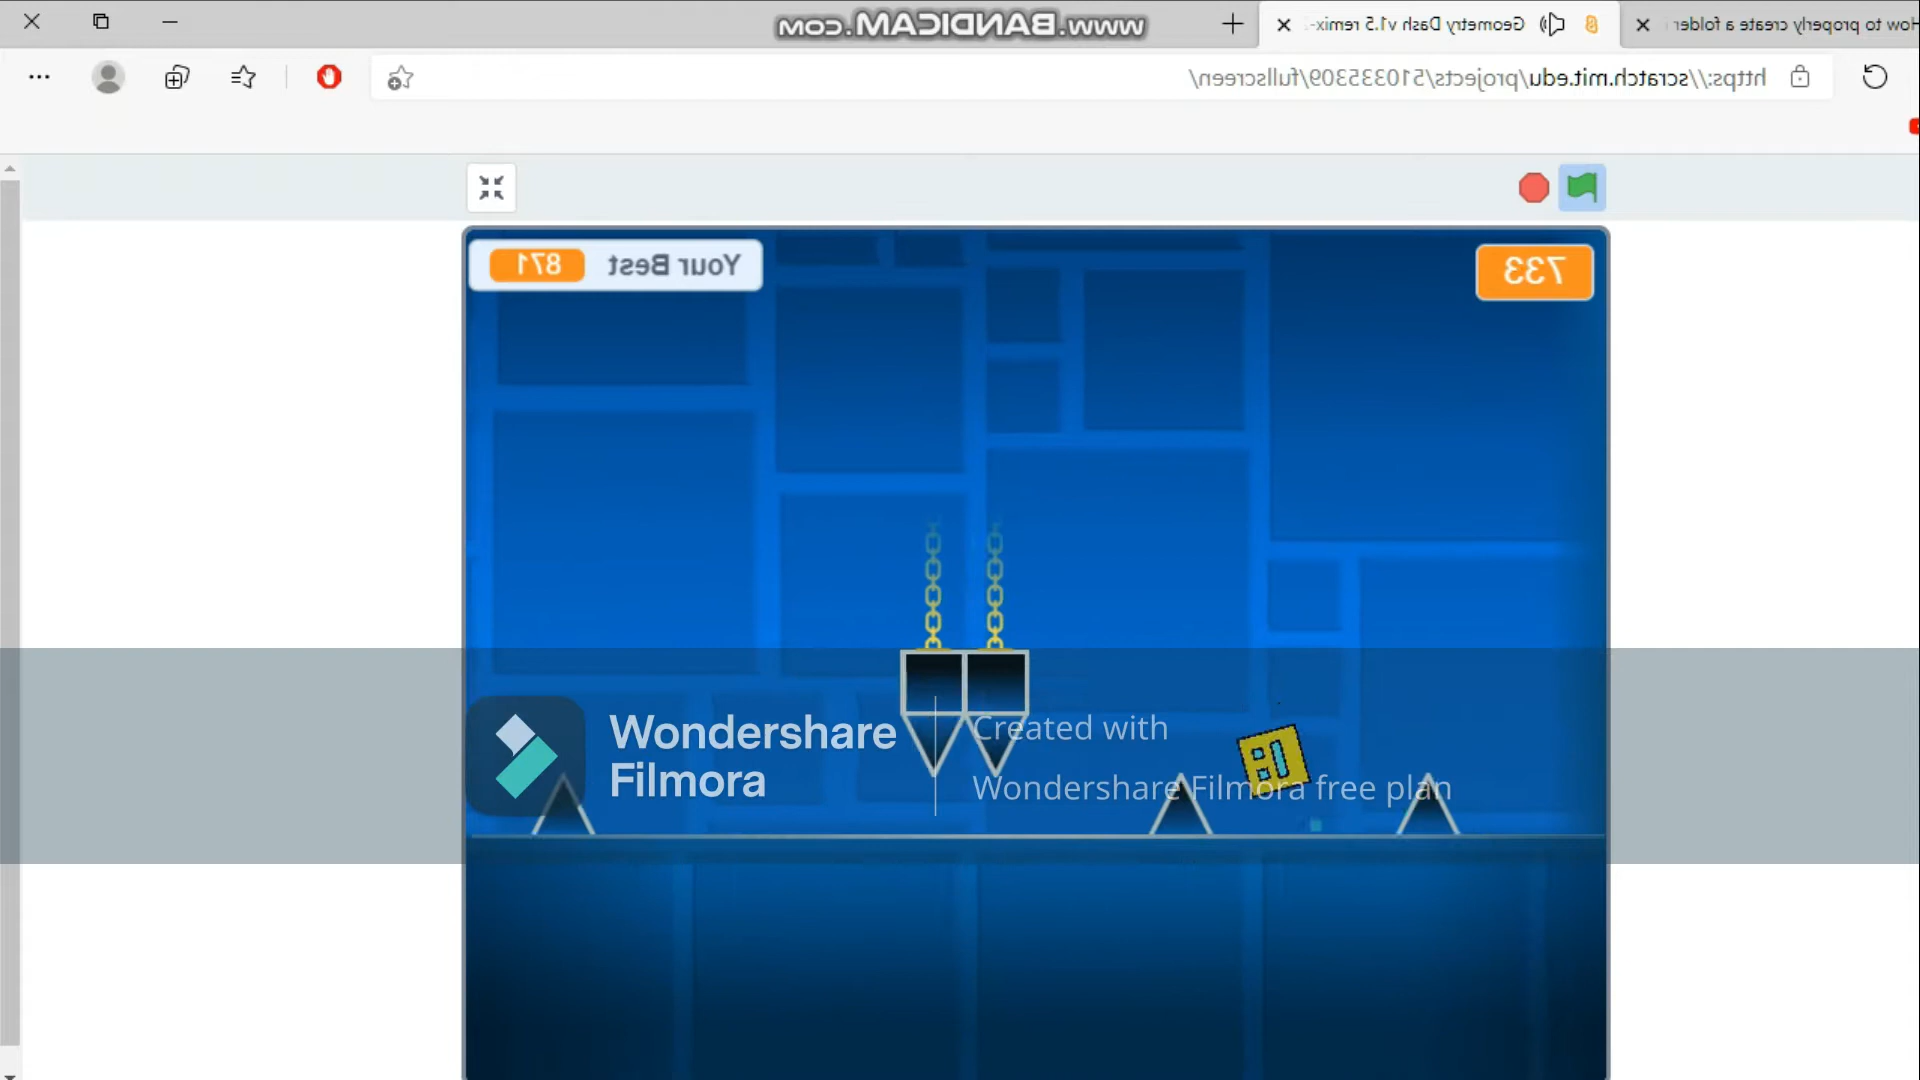 www.BANDICAM.com
Geometry Dash v1.5 remix-
How to properly create a folder
https://scratch.mit.edu/projects/510335309/fullscreen/
Your Best 871
733
Wondershare
Filmora
Created with
Wondershare Filmora free plan